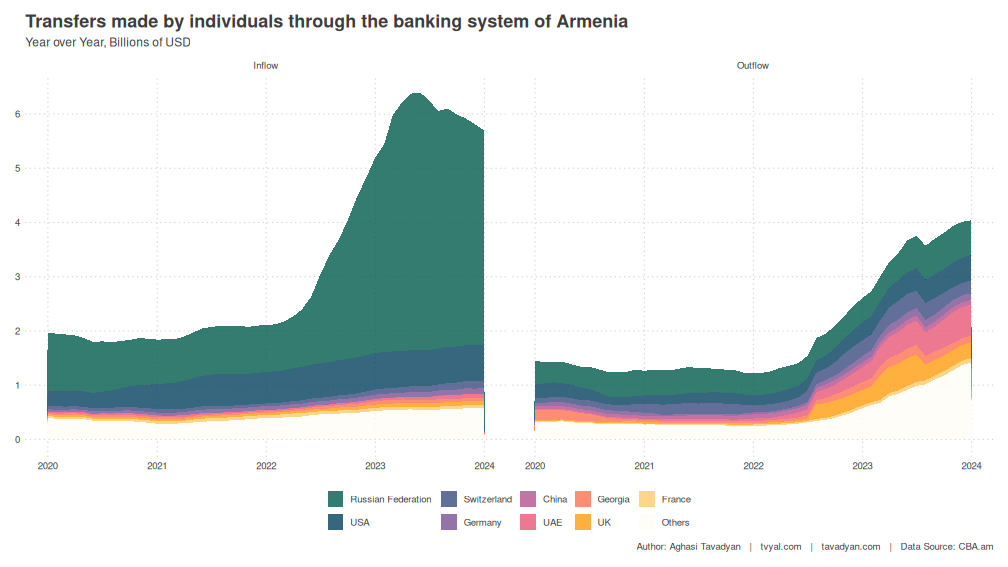 Transfers made by individuals through the banking system of Armenia
Year over Year, Billions of USD
Inflow
Outflow
6
5
4
3
2
1
0
2020 2021 2022 2023 2024
2020 2021 2022 2023 2024
Russian Federation Switzerland China Georgia France
USA Germany UAE UK Others
Author: Aghasi Tavadyan | tvyal.com | tavadyan.com | Data Source: CBA.am